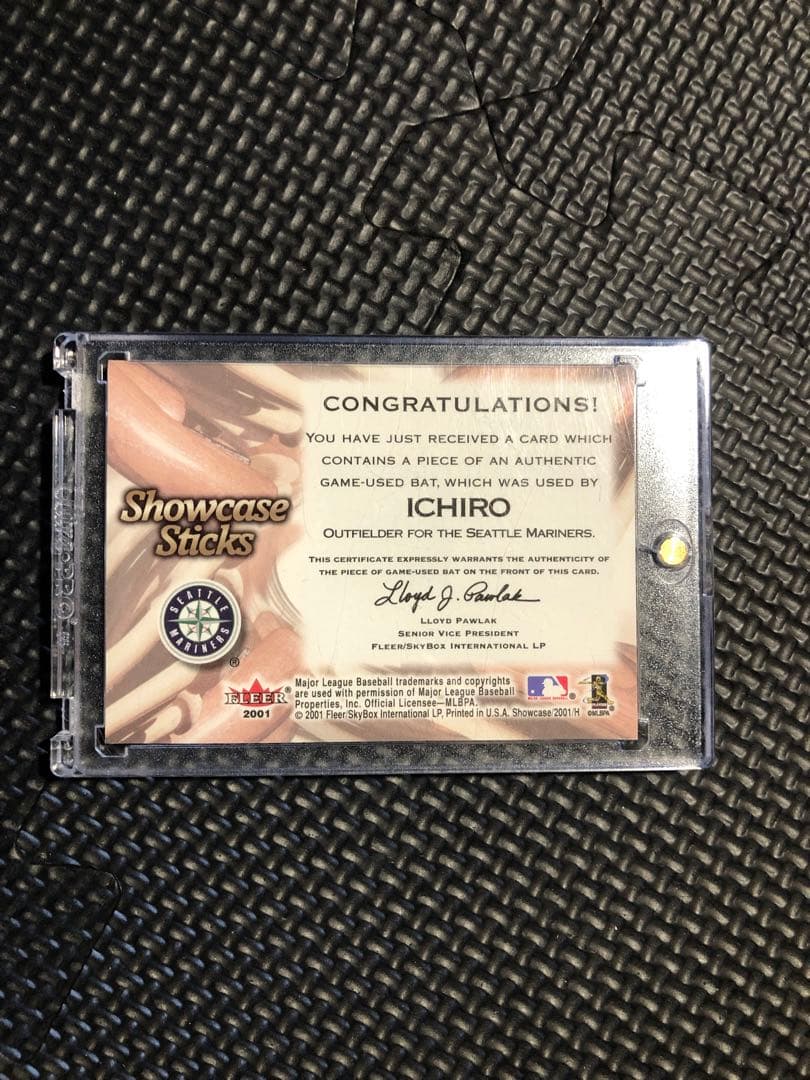 CONGRATULATIONS!
YOU HAVE JUST RECEIVED A CARD WHICH
CONTAINS A PIECE OF AN AUTHENTIC
GAME-USED BAT, WHICH WAS USED BY
ICHIRO
OUTFIELDER FOR THE SEATTLE MARINERS.
THIS CERTIFICATE EXPRESSLY WARRANTS THE AUTHENTICITY OF
THE PIECE OF GAME-USED BAT ON THE FRONT OF THIS CARD.
Lloyd J. Pawlak
LLOYD PAWLAK
SENIOR VICE PRESIDENT
FLEER/SKYBOX INTERNATIONAL LP
Showcase
Sticks
SEATTLE
MARINERS
®
FLEER®
2001
Major League Baseball trademarks and copyrights
are used with permission of Major League Baseball
Properties, Inc. Official Licensee—MLBPA.
© 2001 Fleer/SkyBox International LP, Printed in U.S.A. Showcase/2001/H
©MLBPA